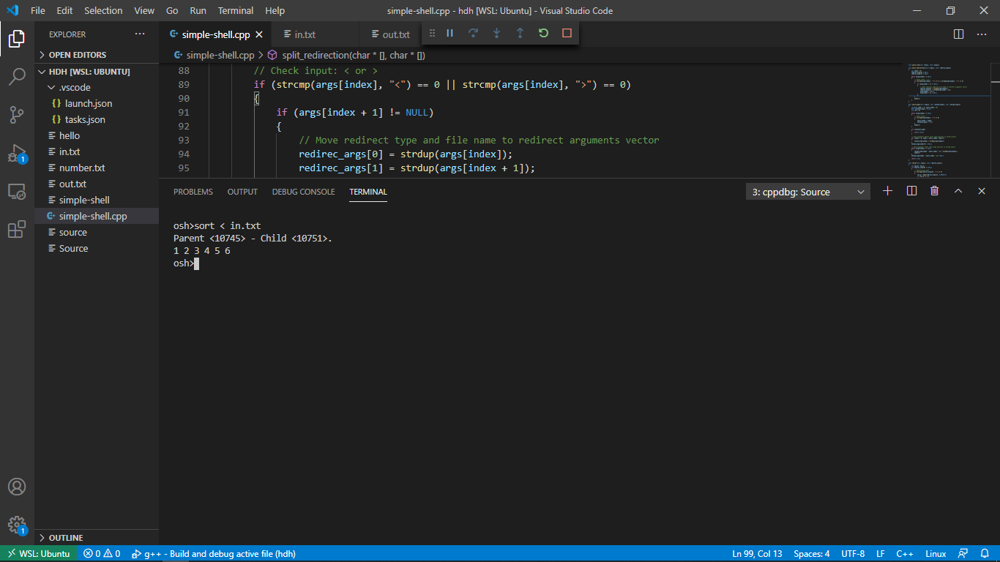 File Edit Selection View Go Run Terminal Help simple-shell.cpp - hdh [WSL: Ubuntu] - Visual Studio Code
EXPLORER ···
OPEN EDITORS
HDH [WSL: UBUNTU]
.vscode
{} launch.json
{} tasks.json
hello
in.txt
number.txt
out.txt
simple-shell
simple-shell.cpp
source
Source
OUTLINE
1
1
simple-shell.cpp in.txt out.txt
simple-shell.cpp > split_redirection(char * [], char * [])
88 // Check input: < or >
89 if (strcmp(args[index], "<") == 0 || strcmp(args[index], ">") == 0)
90 {
91 if (args[index + 1] != NULL)
92 {
93 // Move redirect type and file name to redirect arguments vector
94 redirec_args[0] = strdup(args[index]);
95 redirec_args[1] = strdup(args[index + 1]);
PROBLEMS OUTPUT DEBUG CONSOLE TERMINAL 3: cppdbg: Source
osh>sort < in.txt
Parent <10745> - Child <10751>.
1 2 3 4 5 6
osh>
WSL: Ubuntu 0 0 g++ - Build and debug active file (hdh) Ln 99, Col 13 Spaces: 4 UTF-8 LF C++ Linux